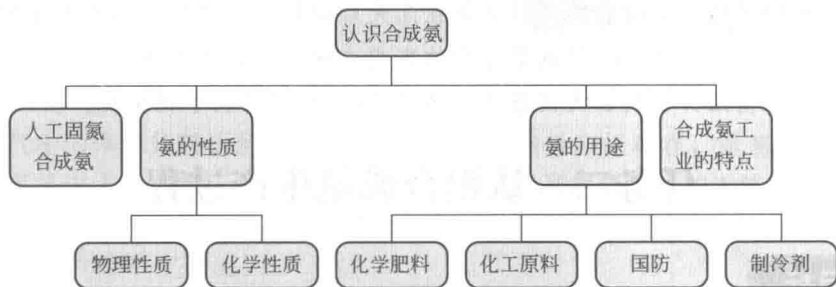 认识合成氨
人工固氮
合成氨
氨的性质
氨的用途
合成氨工
业的特点
物理性质
化学性质
化学肥料
化工原料
国防
制冷剂